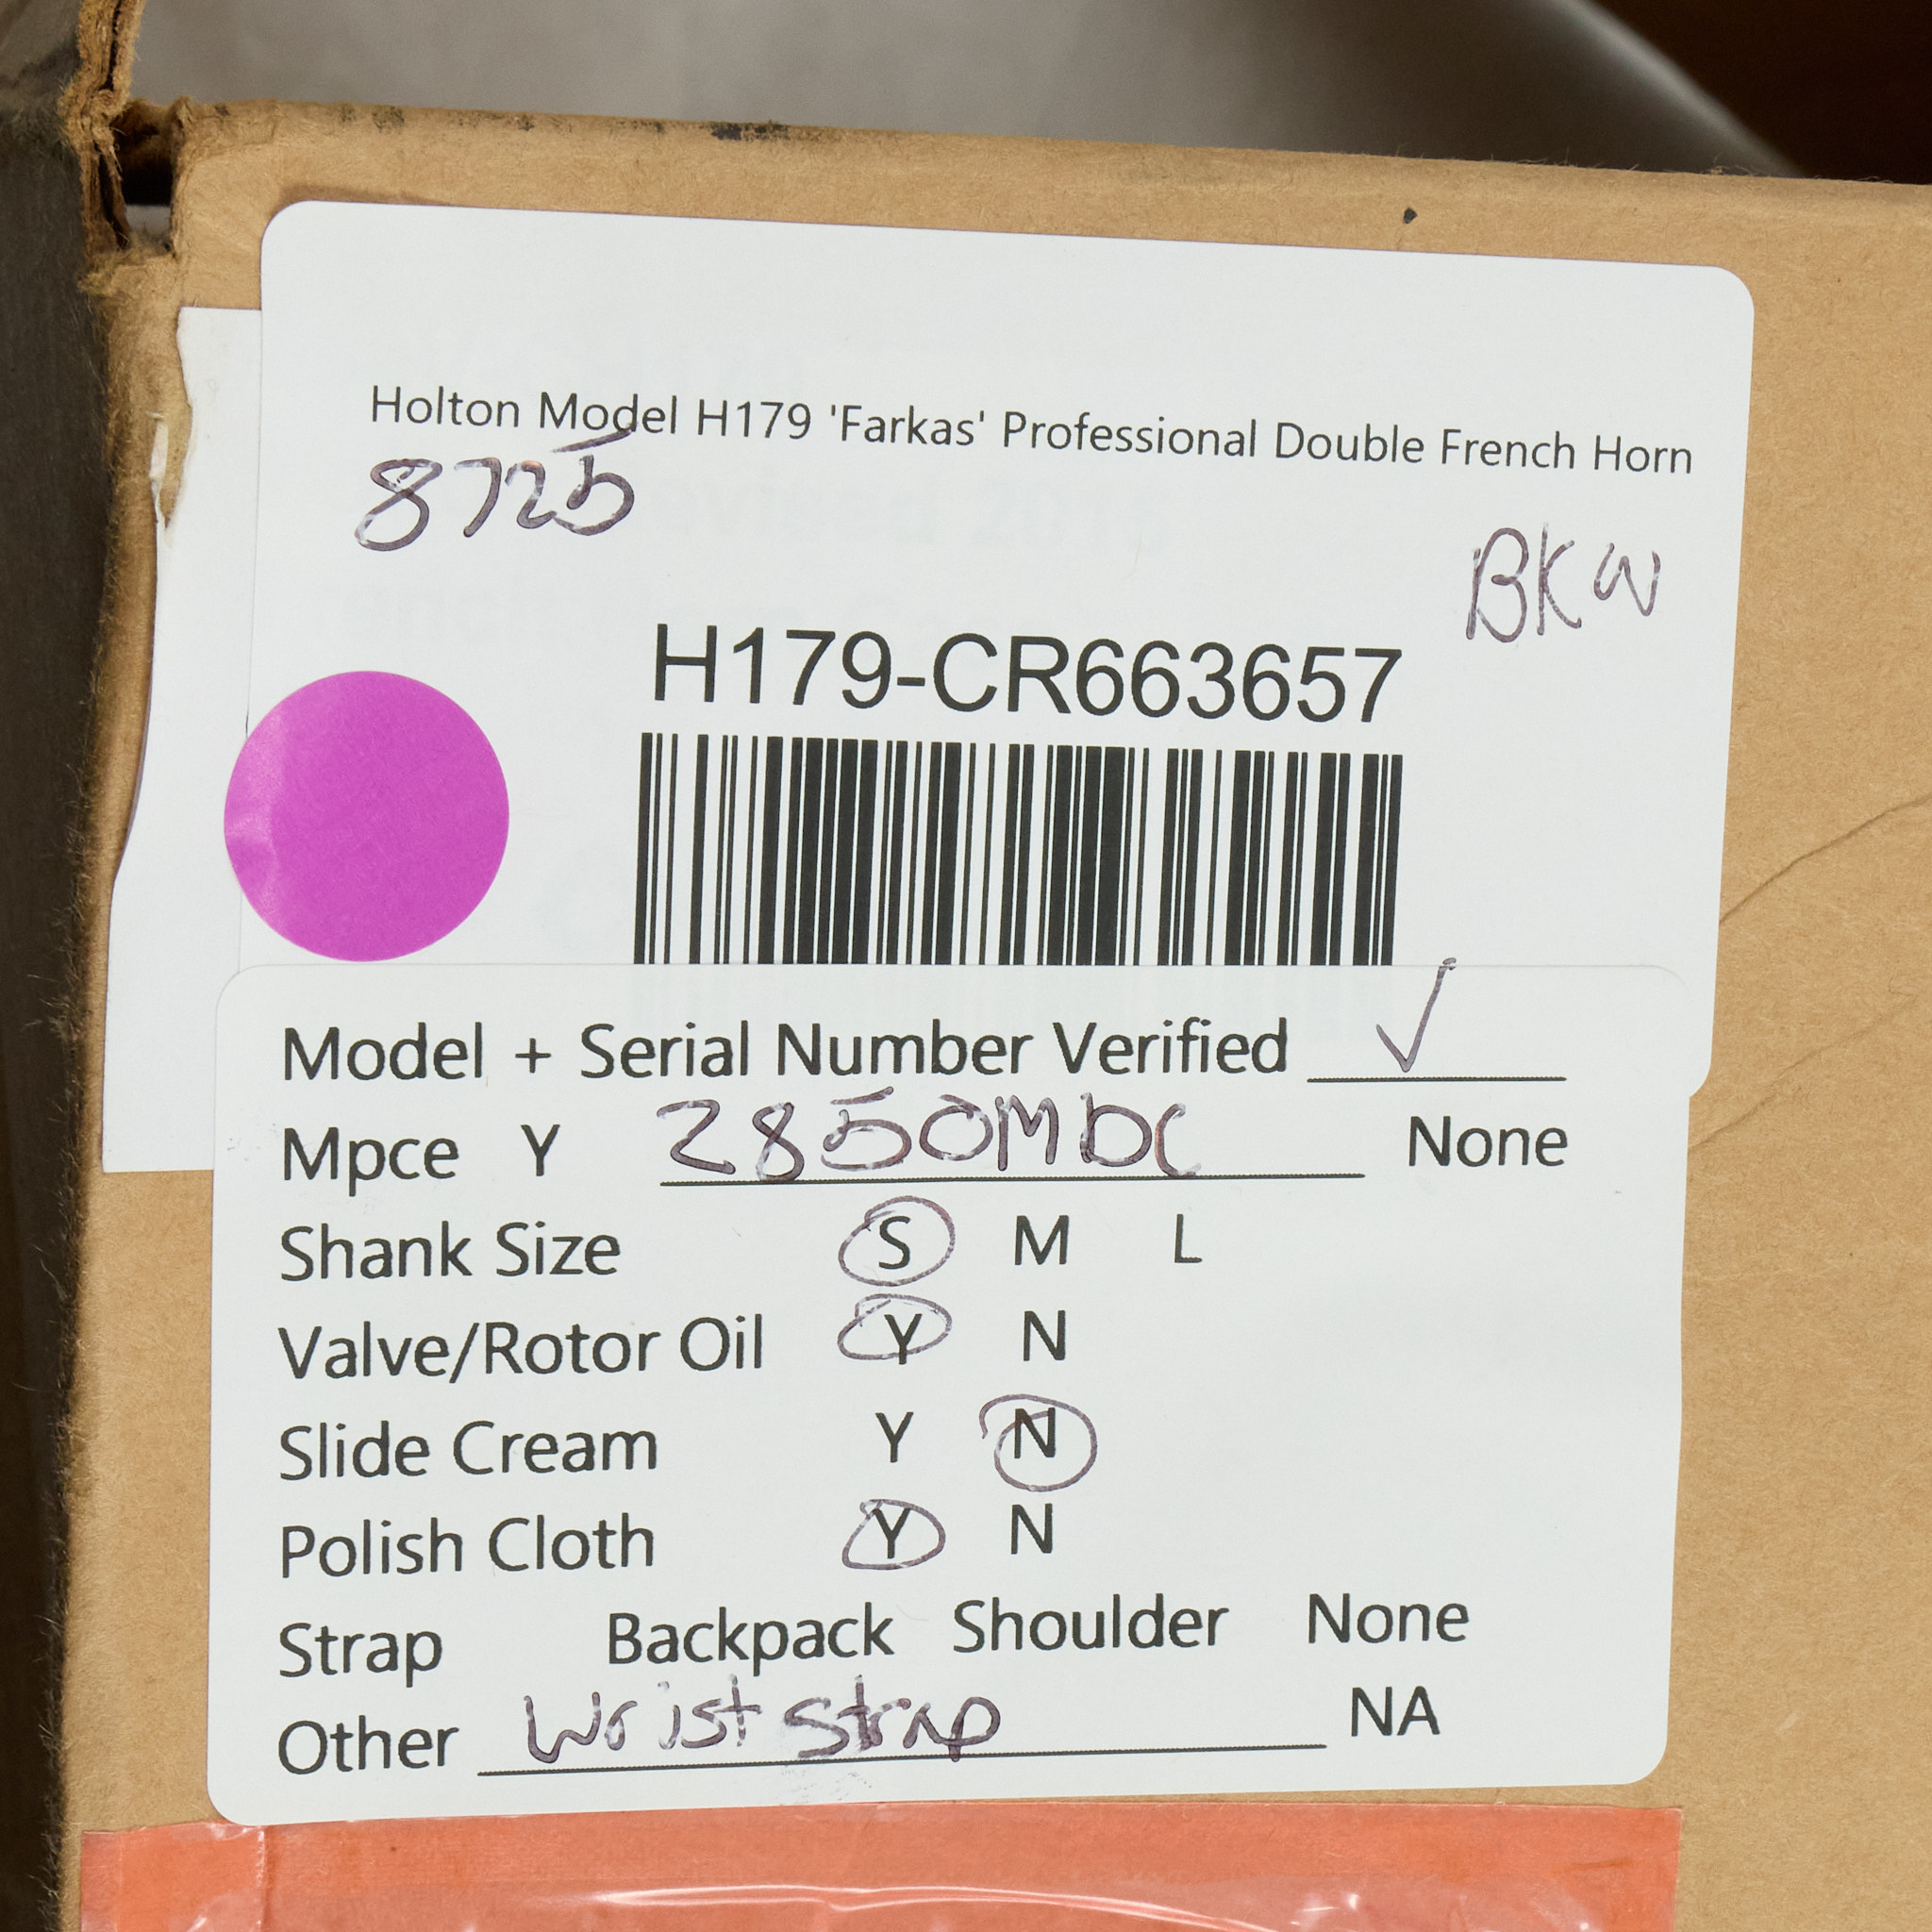 Holton Model H179 'Farkas' Professional Double French Horn
8725
BKW
H179-CR663657
Model + Serial Number Verified ✓
Mpce Y 2850MDC None
Shank Size S M L
Valve/Rotor Oil Y N
Slide Cream Y N
Polish Cloth Y N
Strap Backpack Shoulder None
Other Wrist strap NA